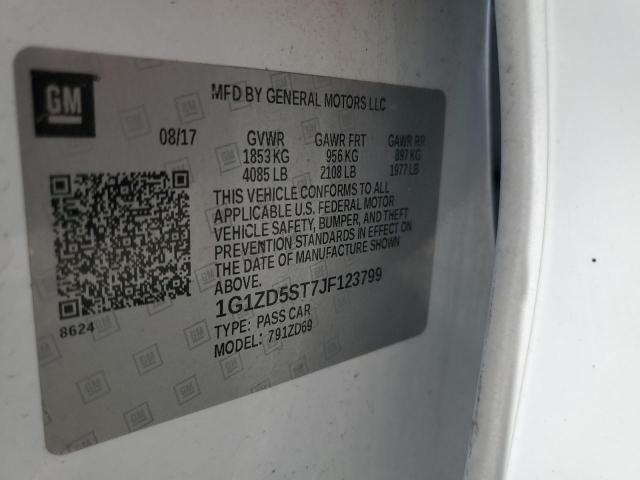 GM
MFD BY GENERAL MOTORS LLC
08/17 GVWR GAWR FRT GAWR RR
1853 KG 956 KG 897 KG
4085 LB 2108 LB 1977 LB
THIS VEHICLE CONFORMS TO ALL
APPLICABLE U.S. FEDERAL MOTOR
VEHICLE SAFETY, BUMPER, AND THEFT
PREVENTION STANDARDS IN EFFECT ON
THE DATE OF MANUFACTURE SHOWN
ABOVE.
1G1ZD5ST7JF123799
TYPE: PASS CAR
MODEL: 791ZD69
8624